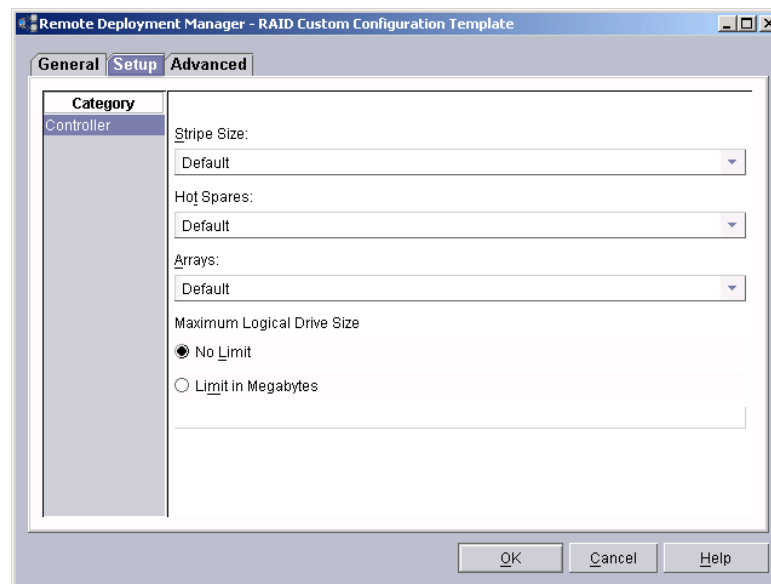 Remote Deployment Manager - RAID Custom Configuration Template
General Setup Advanced
Category
Controller
Stripe Size:
Default
Hot Spares:
Default
Arrays:
Default
Maximum Logical Drive Size
No Limit
Limit in Megabytes
OK Cancel Help